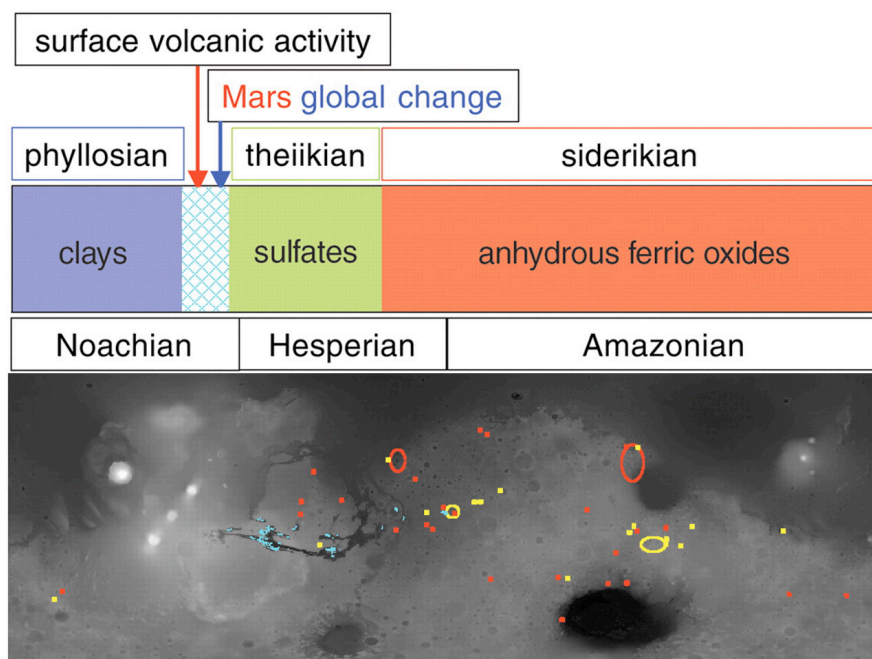 surface volcanic activity
Mars global change
phyllosian theiikian siderikian
clays sulfates anhydrous ferric oxides
Noachian Hesperian Amazonian